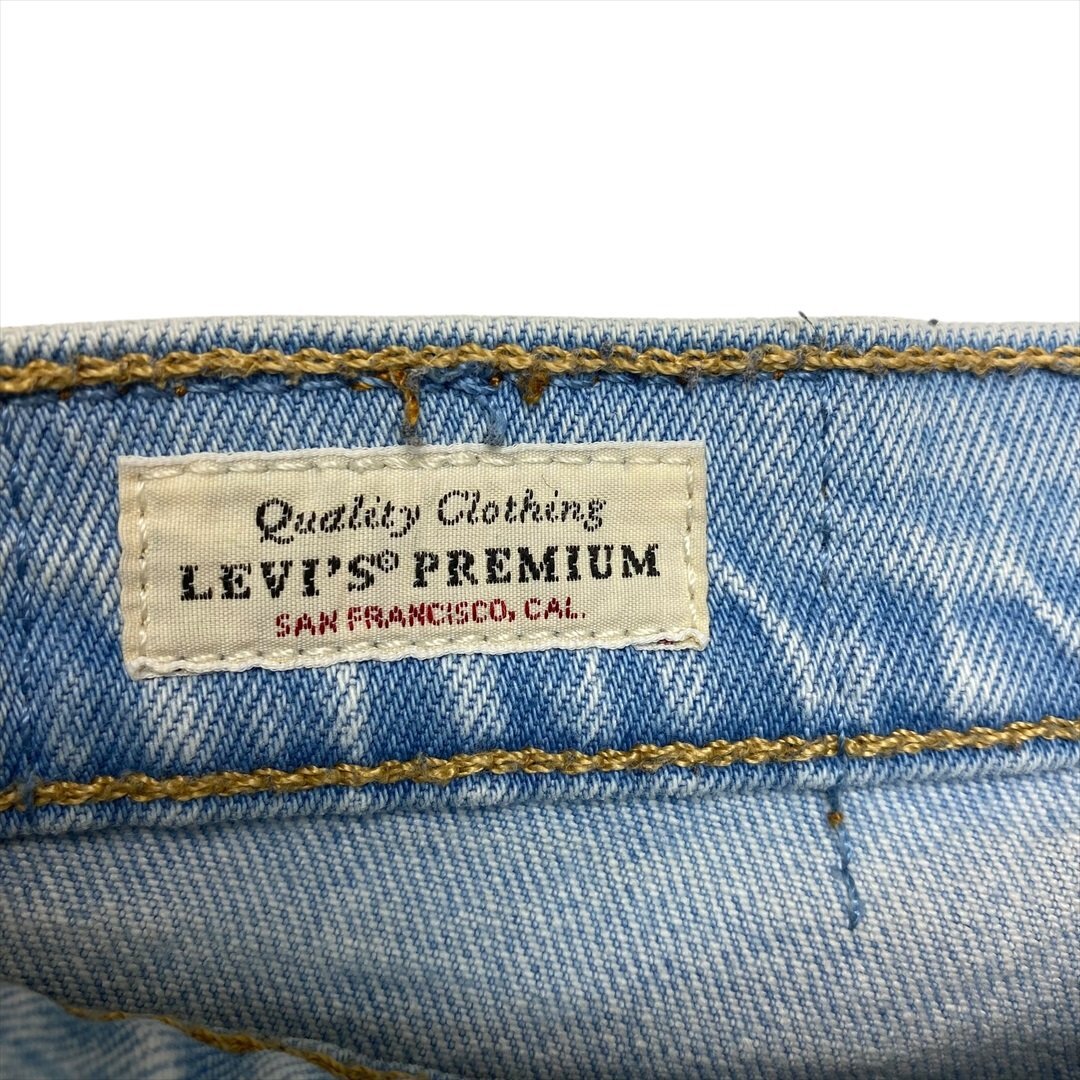 Quality Clothing
LEVI'S® PREMIUM
SAN FRANCISCO, CAL.